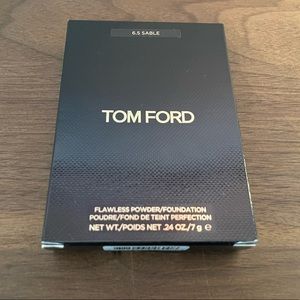 6.5 SABLE
TOM FORD
FLAWLESS POWDER/FOUNDATION
POUDRE/FOND DE TEINT PERFECTION
NET WT./POIDS NET .24 OZ/7 g ℮